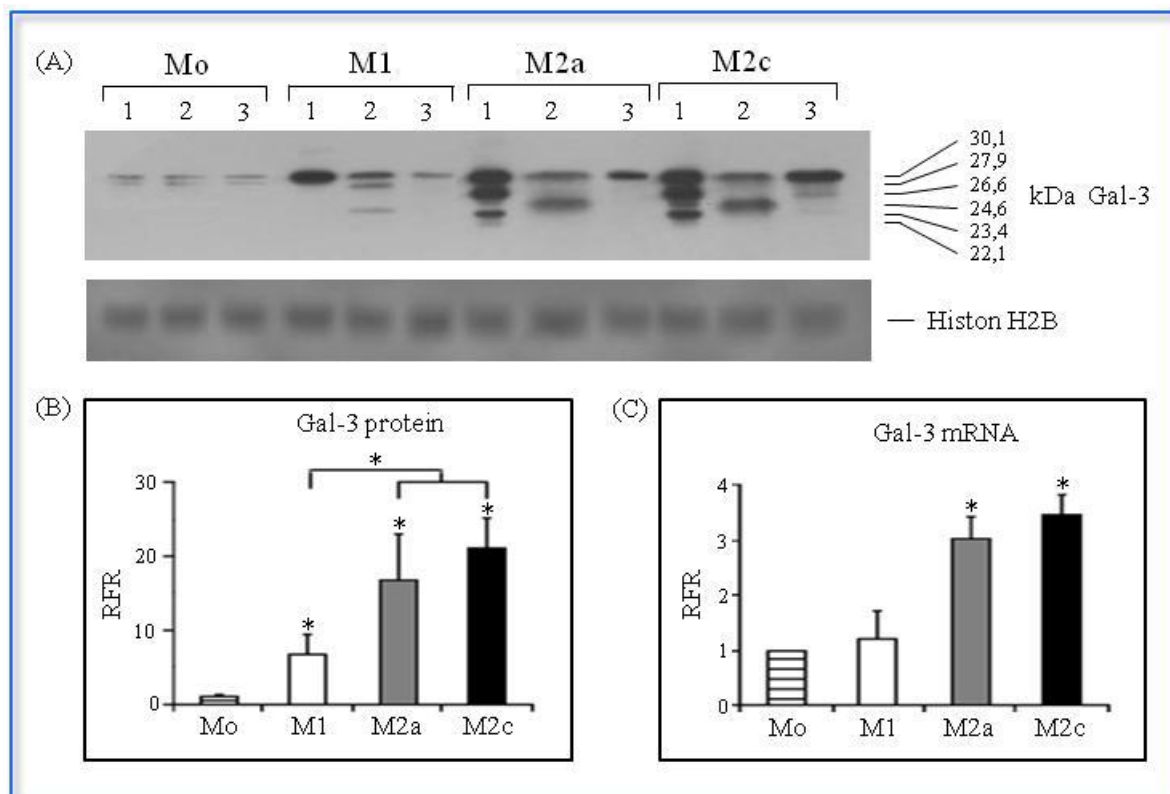 (A)
Mo M1 M2a M2c
1 2 3 1 2 3 1 2 3 1 2 3
30,1
27,9
26,6
24,6
23,4
22,1
kDa Gal-3
Histon H2B
(B)
Gal-3 protein
*
* * *
30
20
10
0
RFR
Mo M1 M2a M2c
(C)
Gal-3 mRNA
* *
4
3
2
1
0
RFR
Mo M1 M2a M2c